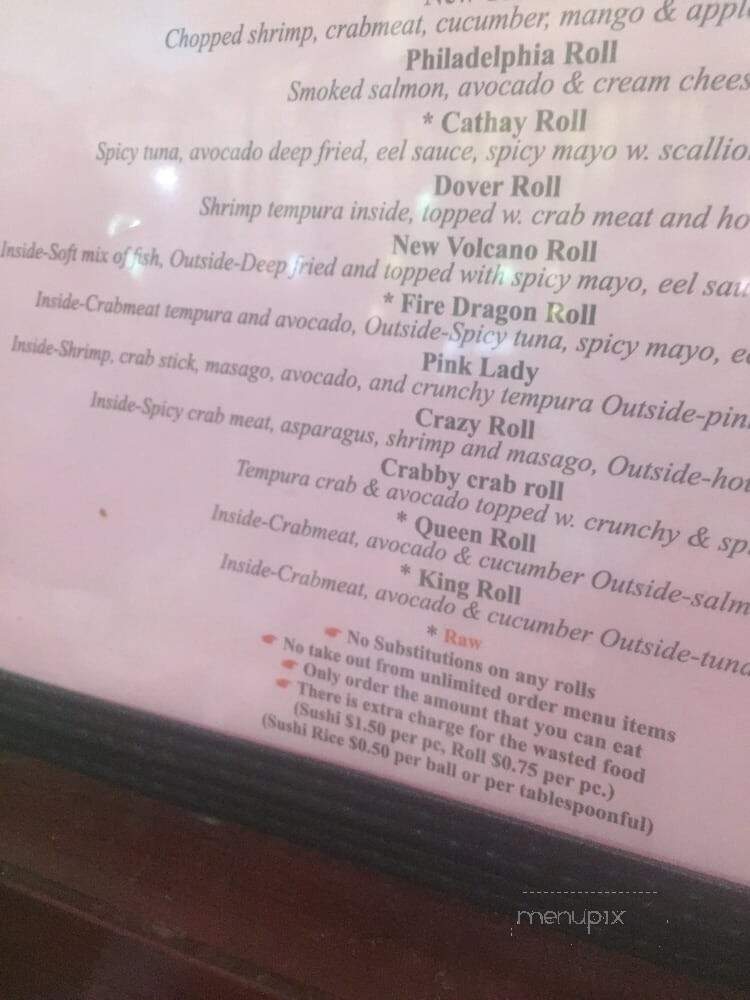 Chopped shrimp, crabmeat, cucumber, mango &
Philadelphia Roll
Smoked salmon, avocado & cream
* Cathay Roll
Spicy tuna, avocado deep fried, eel sauce, spicy mayo w.
Dover Roll
Shrimp tempura inside, topped w. crab meat and
New Volcano Roll
Inside-Soft mix of fish, Outside-Deep fried and topped with spicy mayo, eel
* Fire Dragon Roll
Inside-Crabmeat tempura and avocado, Outside-Spicy tuna, spicy mayo,
Pink Lady
Inside-Shrimp, crab stick, masago, avocado, and crunchy tempura
Crazy Roll
Inside-Spicy crab meat, asparagus, shrimp and masago,
Crabby crab roll
Tempura crab & avocado topped w. crunchy &
* Queen Roll
Inside-Crabmeat, avocado & cucumber
* King Roll
Inside-Crabmeat, avocado & cucumber Outside-tuna
* Raw
No Substitutions on any rolls
No take out from unlimited order menu items
Only order the amount that you can eat
There is extra charge for the wasted food
(Sushi $1.50 per pc, Roll $0.75 per pc.)
(Sushi Rice $0.50 per ball or per tablespoonful)
menupix